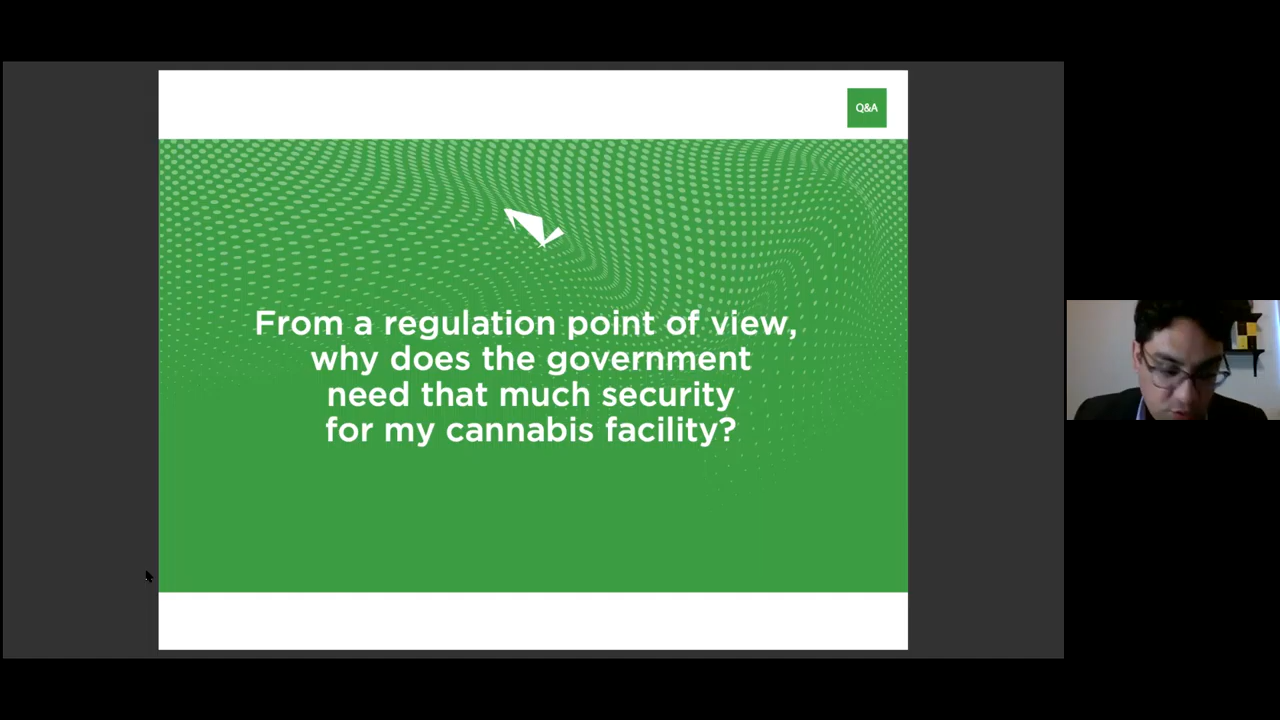 Q&A
From a regulation point of view,
why does the government
need that much security
for my cannabis facility?